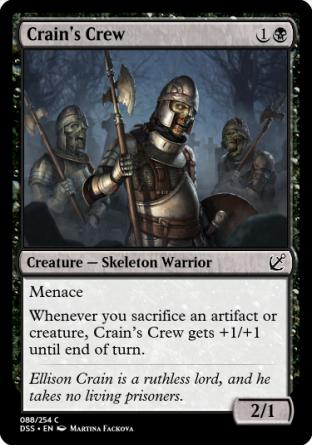 Crain's Crew 1
Creature — Skeleton Warrior
Menace
Whenever you sacrifice an artifact or
creature, Crain's Crew gets +1/+1
until end of turn.
Ellison Crain is a ruthless lord, and he
takes no living prisoners.
2/1
088/254 C
DSS • EN Martina Fackova